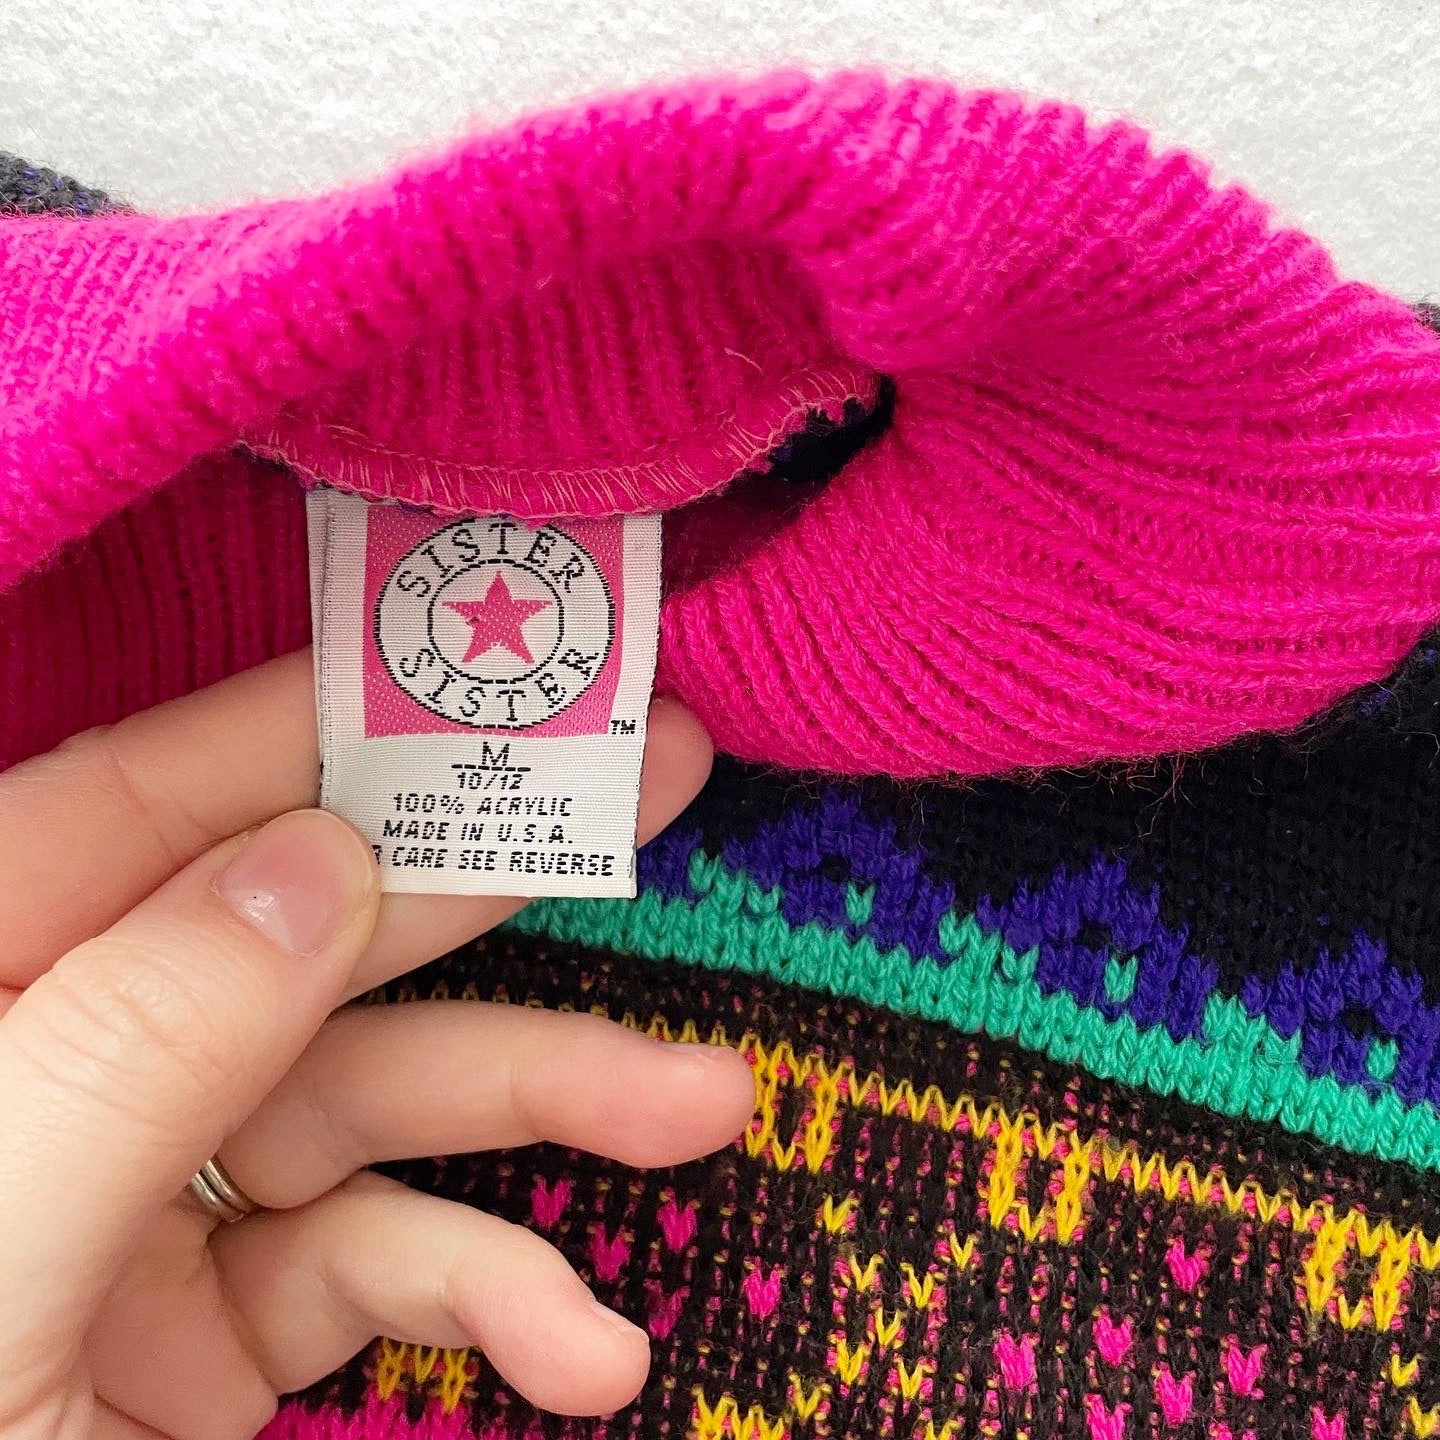 SISTER
SISTER
TM
M
10/12
100% ACRYLIC
MADE IN U.S.A.
CARE SEE REVERSE